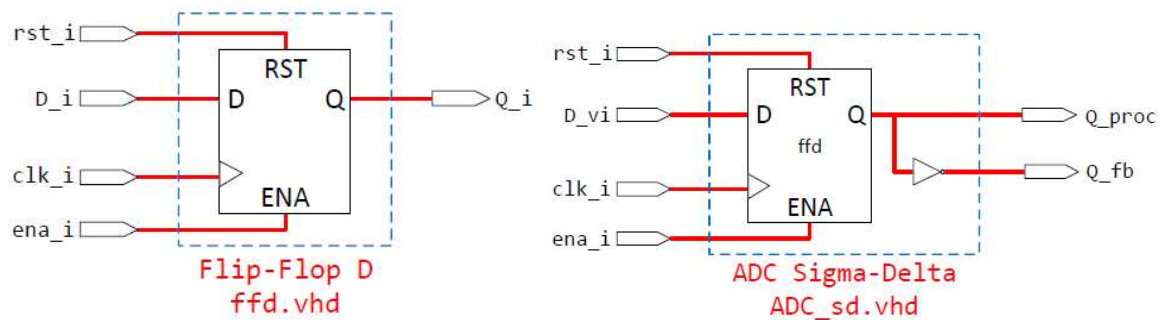 rst_i
RST
D_i
D
Q
Q_i
clk_i
ENA
ena_i
Flip-Flop D
ffd.vhd
rst_i
RST
D_vi
D
Q
Q_proc
ffd
Q_fb
clk_i
ENA
ena_i
ADC Sigma-Delta
ADC_sd.vhd